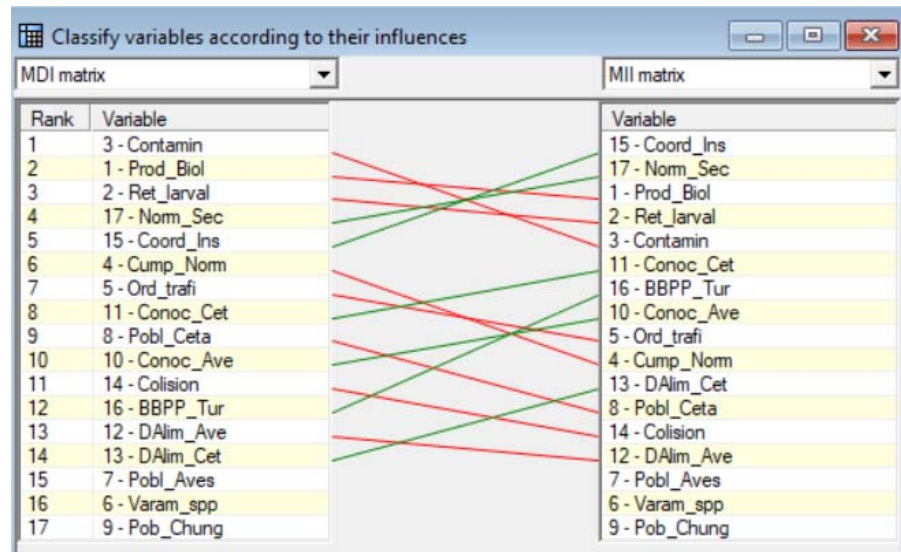 Classify variables according to their influences
MDI matrix MII matrix
Rank Variable Variable
1 3 - Contamin 15 - Coord_Ins
2 1 - Prod_Biol 17 - Norm_Sec
3 2 - Ret_larval 1 - Prod_Biol
4 17 - Norm_Sec 2 - Ret_larval
5 15 - Coord_Ins 3 - Contamin
6 4 - Cump_Norm 11 - Conoc_Cet
7 5 - Ord_trafi 16 - BBPP_Tur
8 11 - Conoc_Cet 10 - Conoc_Ave
9 8 - Pobl_Ceta 5 - Ord_trafi
10 10 - Conoc_Ave 4 - Cump_Norm
11 14 - Colision 13 - DAlim_Cet
12 16 - BBPP_Tur 8 - Pobl_Ceta
13 12 - DAlim_Ave 14 - Colision
14 13 - DAlim_Cet 12 - DAlim_Ave
15 7 - Pobl_Aves 7 - Pobl_Aves
16 6 - Varam_spp 6 - Varam_spp
17 9 - Pob_Chung 9 - Pob_Chung